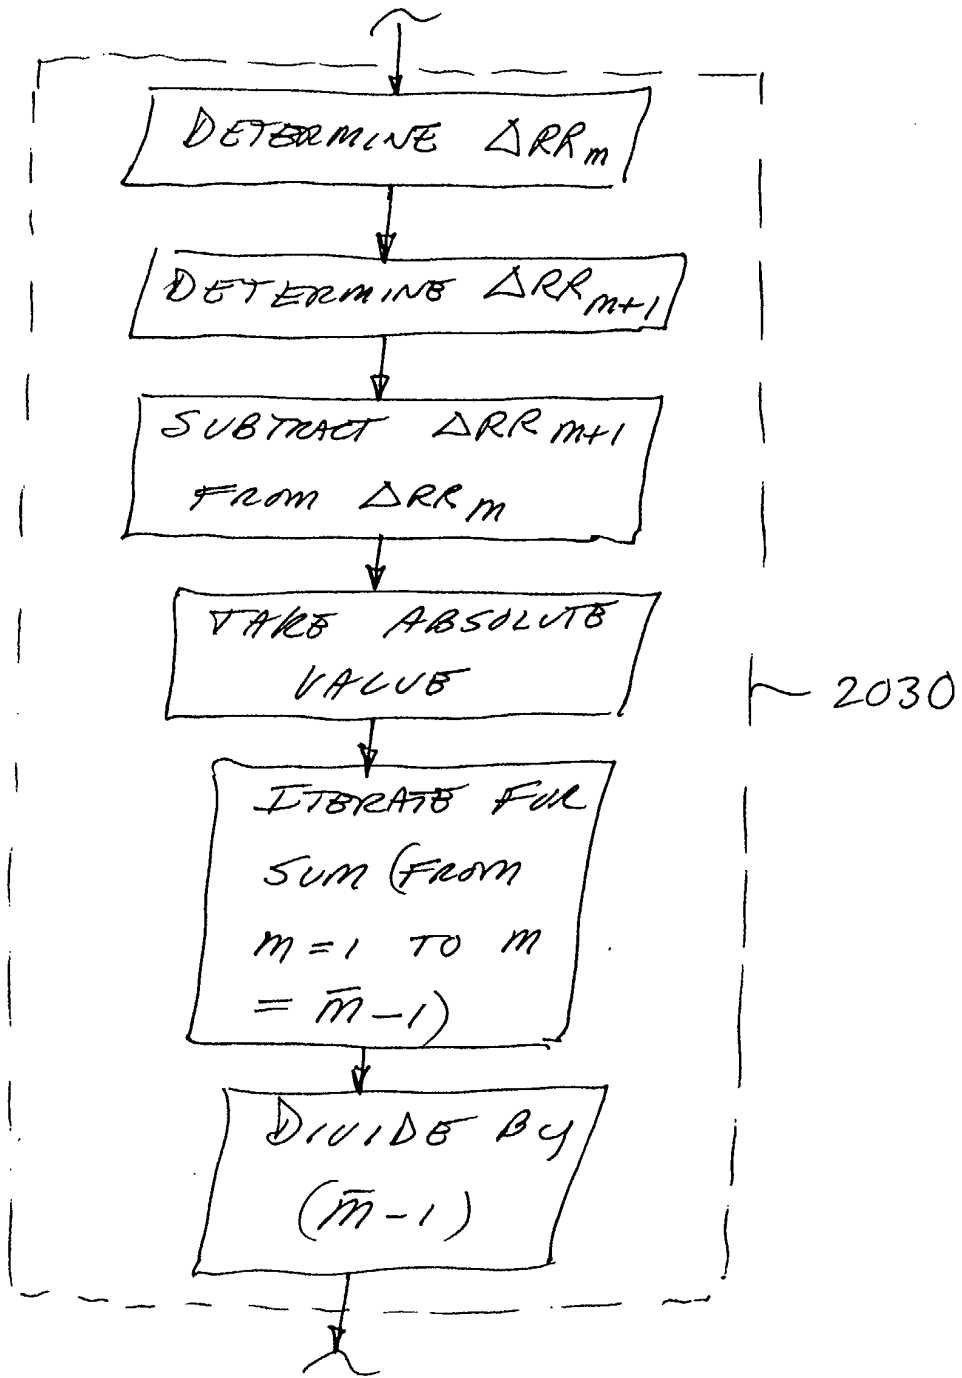 DETERMINE ΔRRm
DETERMINE ΔRRm+1
SUBTRACT ΔRRm+1
FROM ΔRRm
TAKE ABSOLUTE
VALUE
ITERATE FOR
SUM (FROM
m=1 TO m
= m̅-1)
2030
DIVIDE BY
(m̅-1)